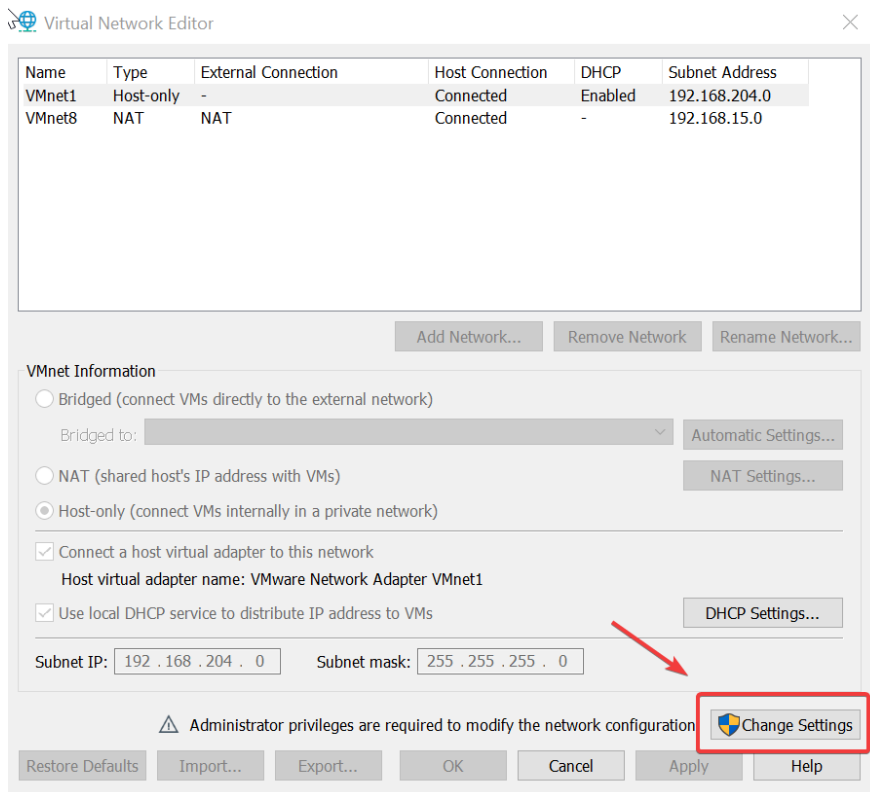 Virtual Network Editor
Name Type External Connection Host Connection DHCP Subnet Address
VMnet1 Host-only - Connected Enabled 192.168.204.0
VMnet8 NAT NAT Connected - 192.168.15.0
Add Network... Remove Network Rename Network...
VMnet Information
Bridged (connect VMs directly to the external network)
Bridged to: Automatic Settings...
NAT (shared host's IP address with VMs) NAT Settings...
Host-only (connect VMs internally in a private network)
Connect a host virtual adapter to this network
Host virtual adapter name: VMware Network Adapter VMnet1
Use local DHCP service to distribute IP address to VMs DHCP Settings...
Subnet IP: 192 . 168 . 204 . 0 Subnet mask: 255 . 255 . 255 . 0
Administrator privileges are required to modify the network configuration Change Settings
Restore Defaults Import... Export... OK Cancel Apply Help